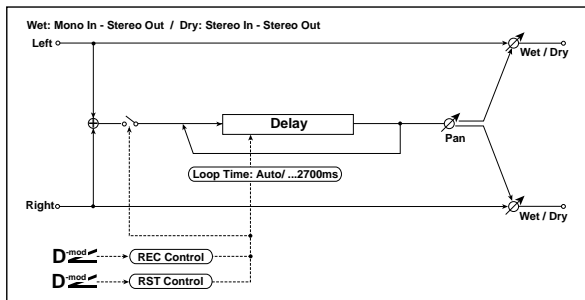 Wet: Mono In - Stereo Out / Dry: Stereo In - Stereo Out
Left
Wet / Dry
Delay
Pan
Loop Time: Auto/ ...2700ms
Right
Wet / Dry
D-mod
REC Control
D-mod
RST Control